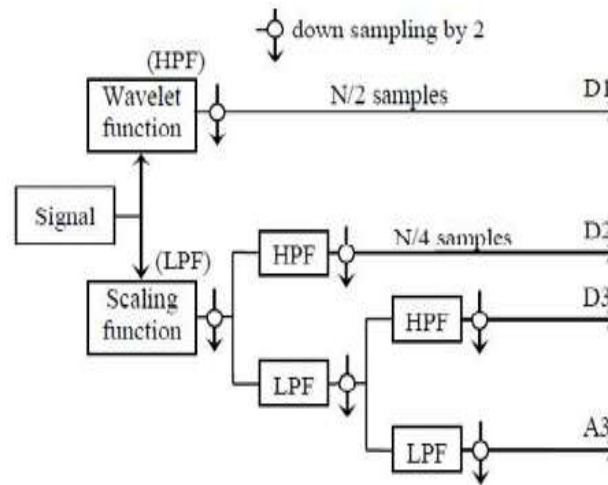 down sampling by 2
(HPF)
Wavelet
function
N/2 samples
D1
Signal
(LPF)
Scaling
function
HPF
N/4 samples
D2
HPF
D3
LPF
LPF
A3